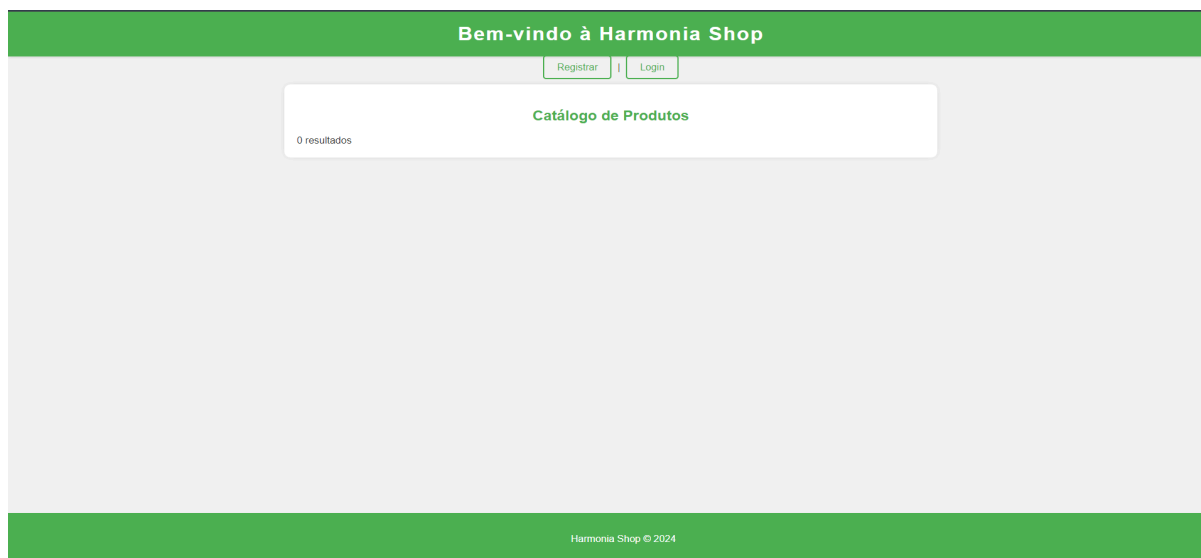 Bem-vindo à Harmonia Shop
Registrar | Login
Catálogo de Produtos
0 resultados
Harmonia Shop © 2024